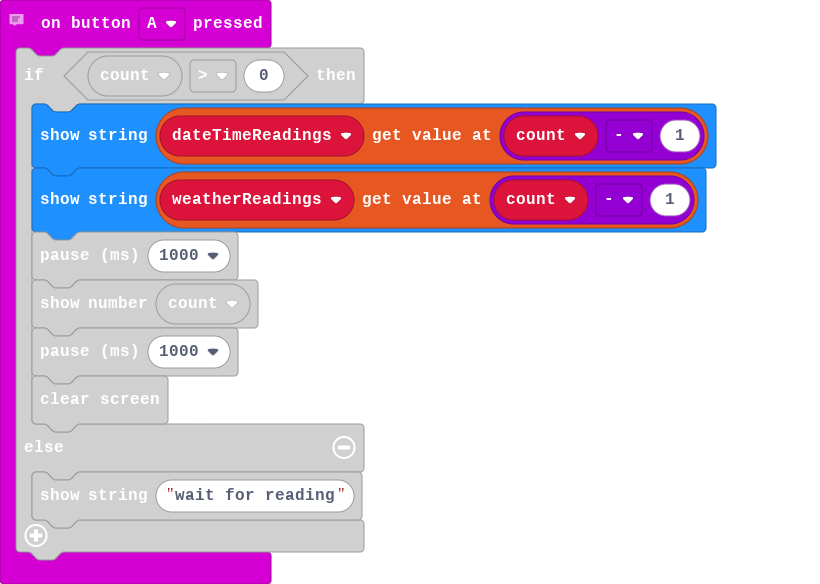 on button A pressed
if count > 0 then
show string dateTimeReadings get value at count - 1
show string weatherReadings get value at count - 1
pause (ms) 1000
show number count
pause (ms) 1000
clear screen
else
show string "wait for reading"